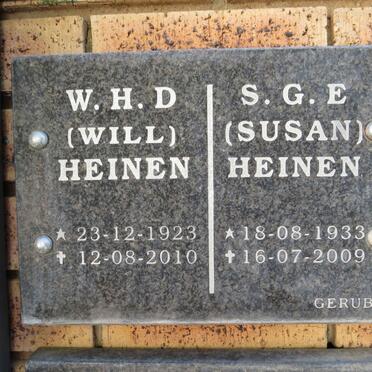 W. H. D
(WILL)
HEINEN
★ 23-12-1923
✝ 12-08-2010
S. G. E
(SUSAN)
HEINEN
★ 18-08-1933
✝ 16-07-2009
GERUB